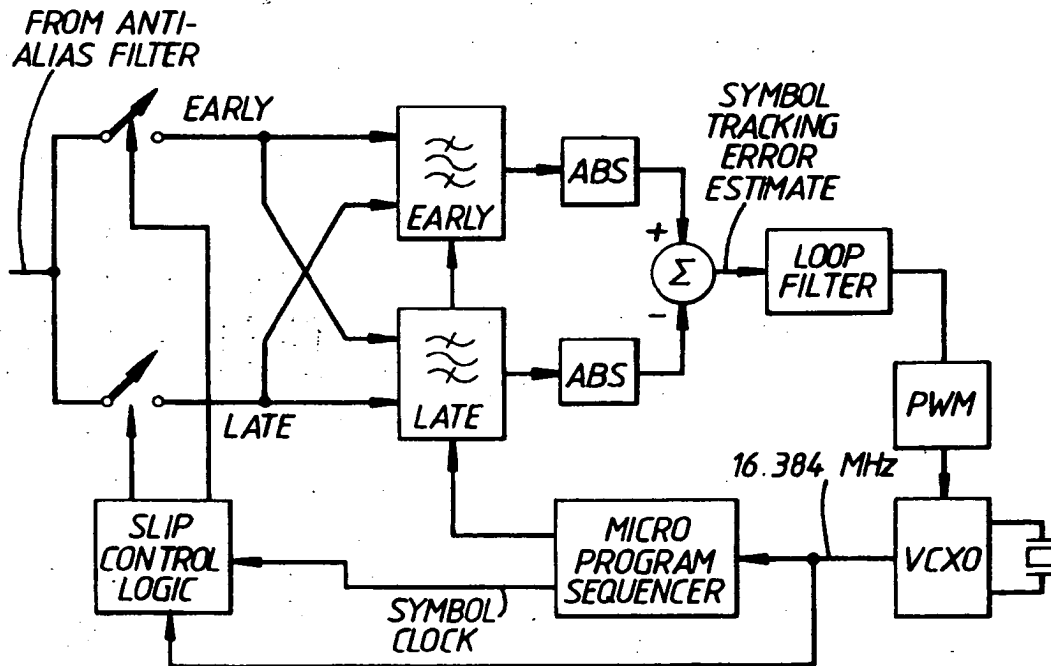 FROM ANTI-
ALIAS FILTER
EARLY
EARLY
ABS
SYMBOL
TRACKING
ERROR
ESTIMATE
+
Σ
-
LOOP
FILTER
LATE
LATE
ABS
PWM
16.384 MHz
SLIP
CONTROL
LOGIC
SYMBOL
CLOCK
MICRO
PROGRAM
SEQUENCER
VCXO